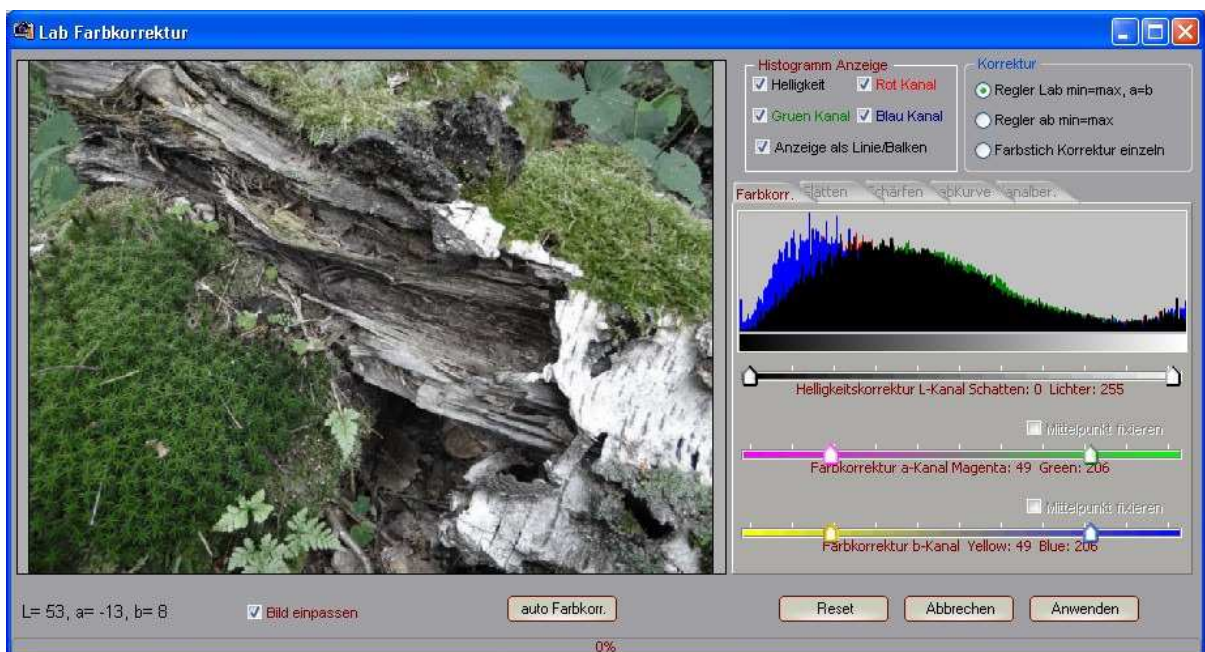 Lab Farbkorrektur
Histogramm Anzeige
Helligkeit Rot Kanal
Gruen Kanal Blau Kanal
Anzeige als Linie/Balken
Korrektur
Regler Lab min=max, a=b
Regler ab min=max
Farbstich Korrektur einzeln
Farbkorr. Schärfen
Helligkeitskorrektur L-Kanal Schatten: 0 Lichter: 255
Mittelpunkt fixieren
Farbkorrektur a-Kanal Magenta: 49 Green: 206
Mittelpunkt fixieren
Farbkorrektur b-Kanal Yellow: 49 Blue: 206
L= 53, a= -13, b= 8
Bild einpassen
auto Farbkorr.
Reset
Abbrechen
Anwenden
0%